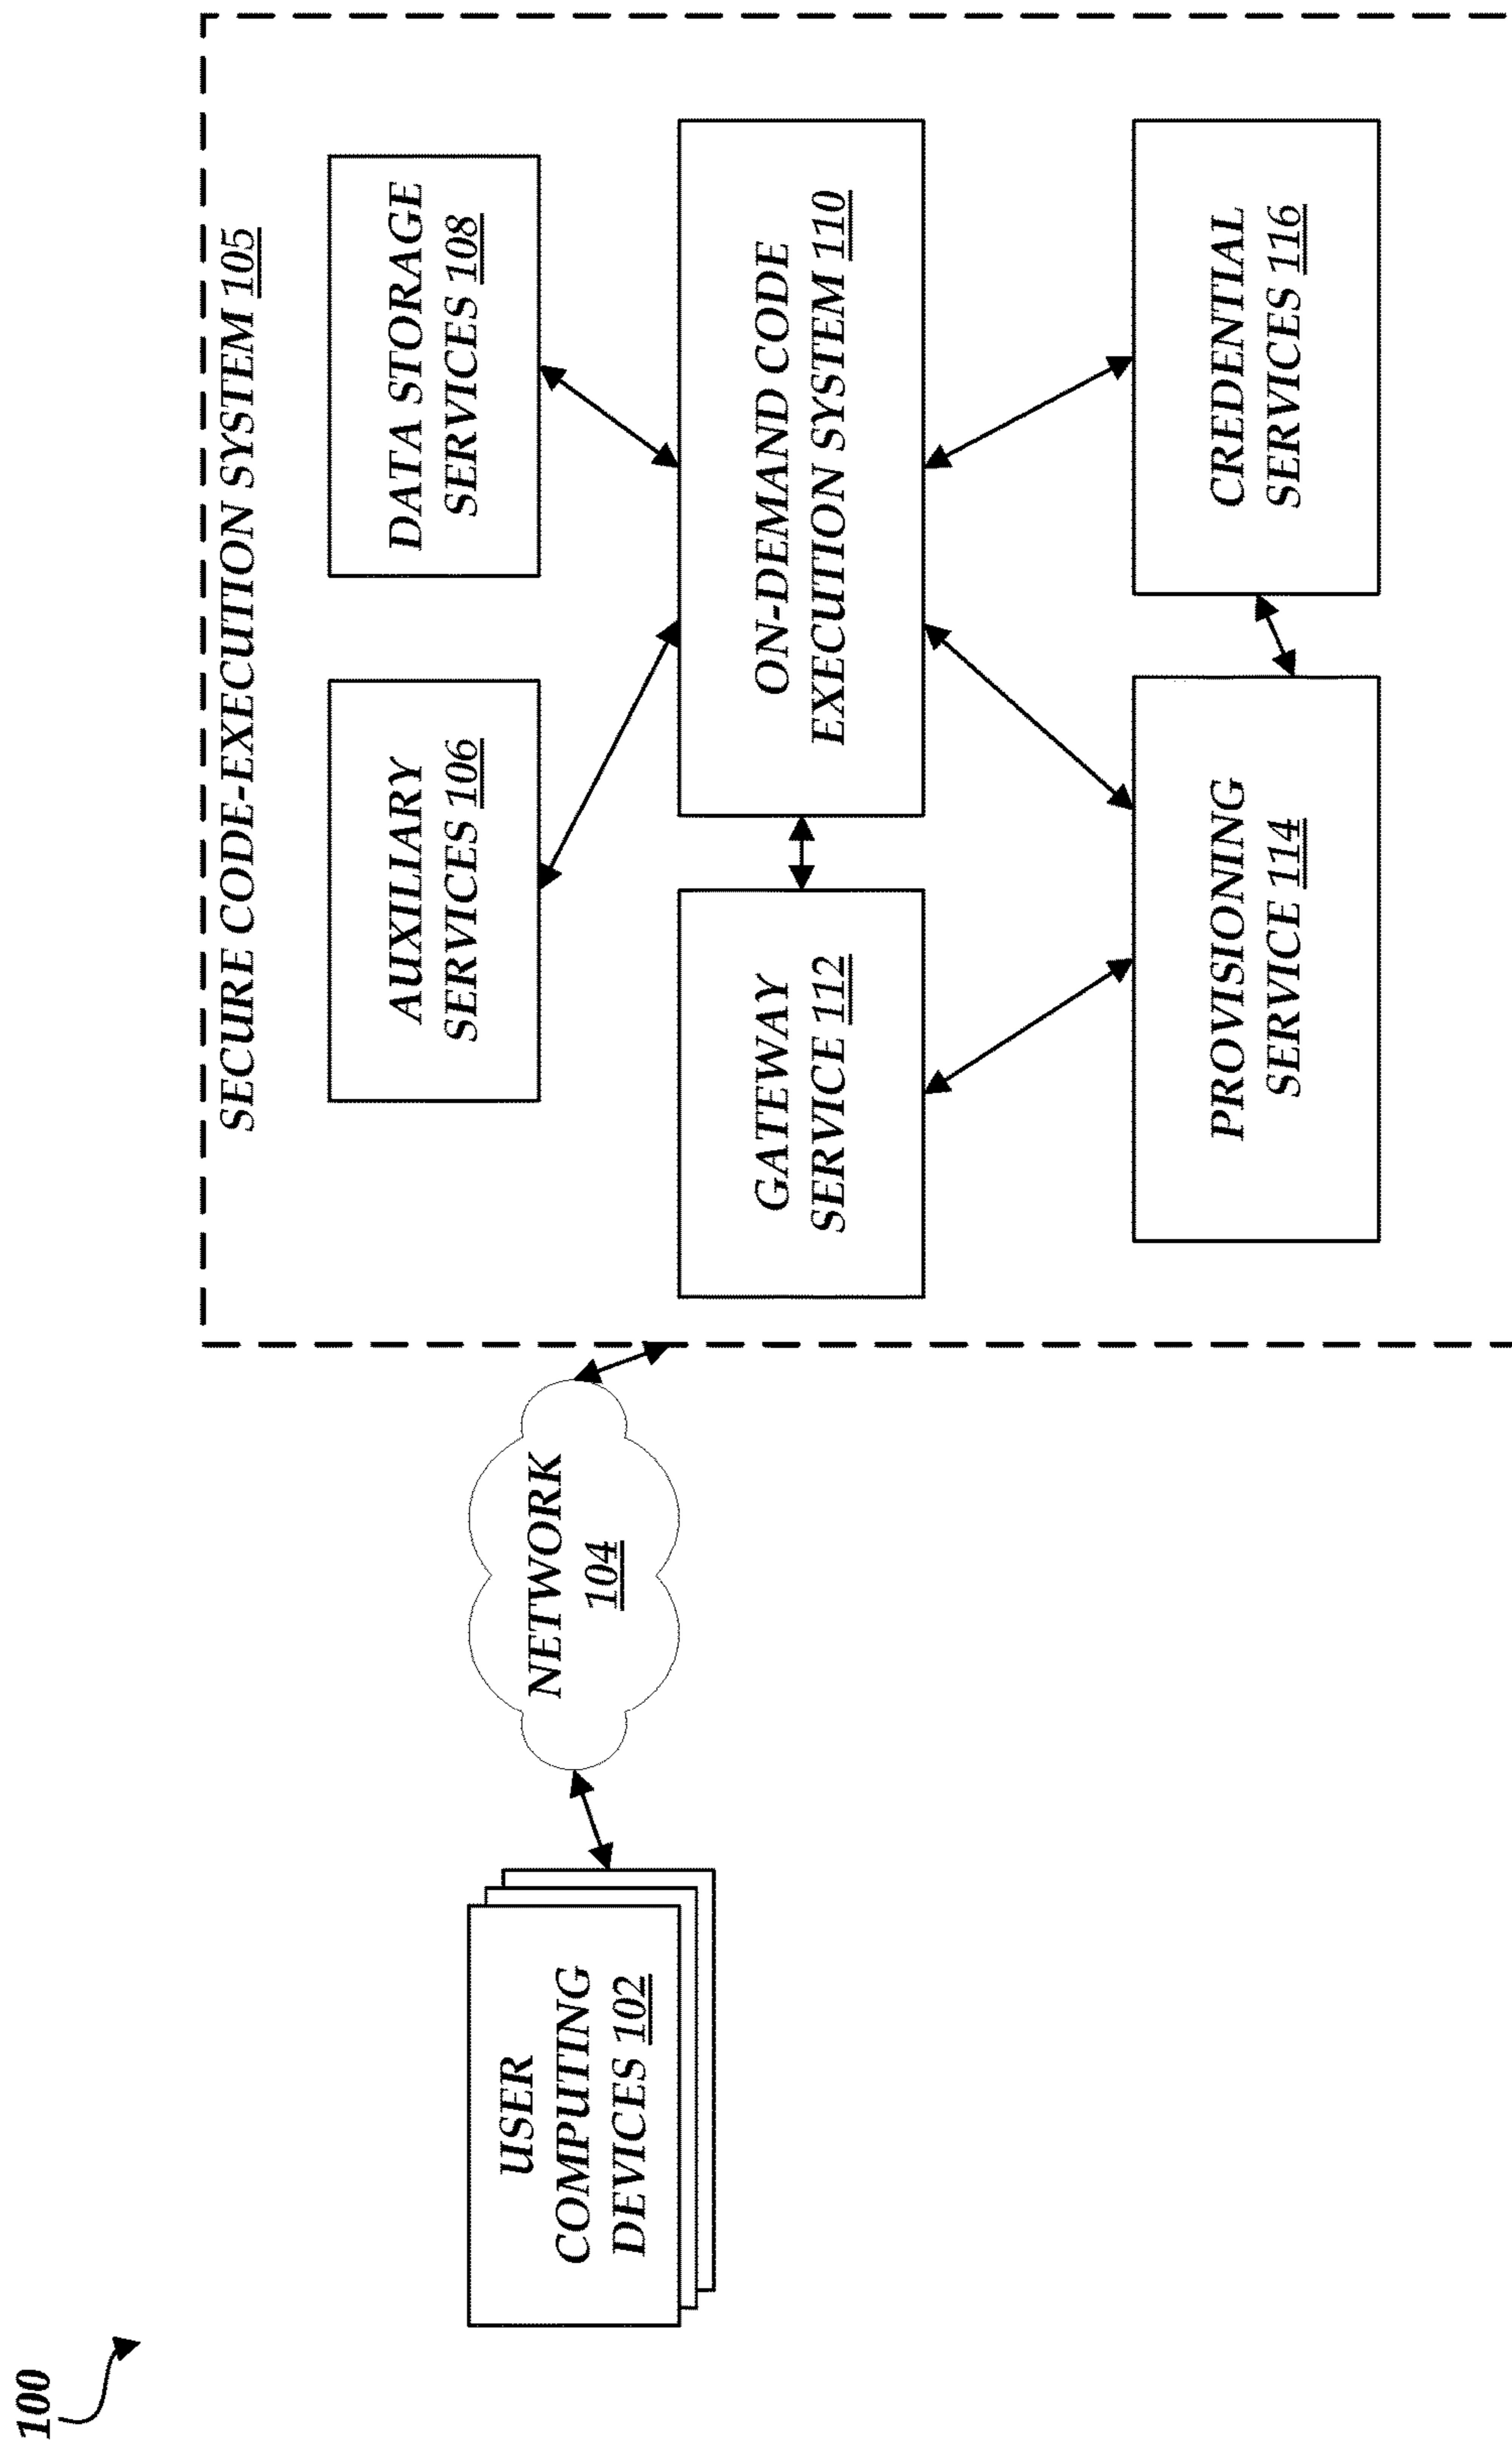 100
SECURE CODE-EXECUTION SYSTEM 105
USER
COMPUTING
DEVICES 102
NETWORK
104
AUXILIARY
SERVICES 106
DATA STORAGE
SERVICES 108
GATEWAY
SERVICE 112
ON-DEMAND CODE
EXECUTION SYSTEM 110
PROVISIONING
SERVICE 114
CREDENTIAL
SERVICES 116